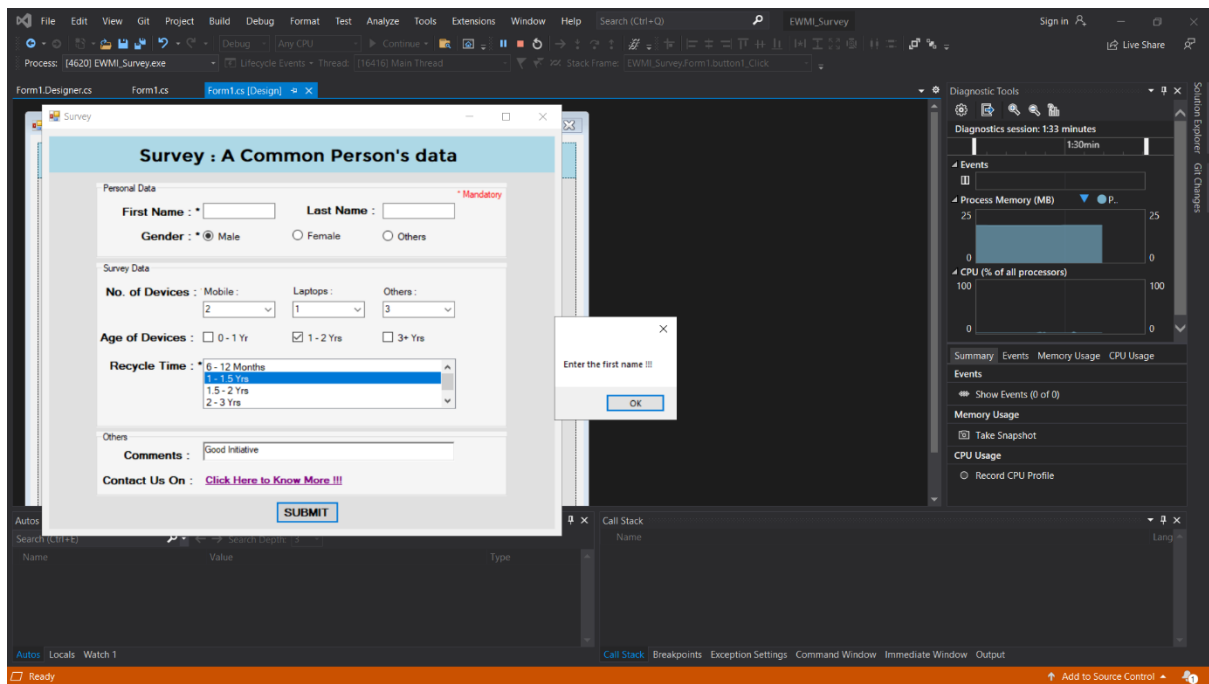 File Edit View Git Project Build Debug Format Test Analyze Tools Extensions Window Help Search (Ctrl+Q) EWMI_Survey Sign in
Debug Any CPU Continue Live Share
Process: [4620] EWMI_Survey.exe Lifecycle Events Thread: [16416] Main Thread Stack Frame: EWMI_Survey.Form1.button1_Click
Form1.Designer.cs Form1.cs Form1.cs [Design]
Survey
Survey : A Common Person's data
Personal Data
* Mandatory
First Name : * Last Name :
Gender : * Male Female Others
Survey Data
No. of Devices : Mobile : Laptops : Others :
2 1 3
Age of Devices : 0 - 1 Yr 1 - 2 Yrs 3+ Yrs
Recycle Time : * 6 - 12 Months
1 - 1.5 Yrs
1.5 - 2 Yrs
2 - 3 Yrs
Others
Comments : Good Initiative
Contact Us On : Click Here to Know More !!!
SUBMIT
Enter the first name !!!
OK
Diagnostic Tools
Diagnostics session: 1:33 minutes
1:30min
Events
Process Memory (MB) P..
25 25
0 0
CPU (% of all processors)
100 100
0 0
Summary Events Memory Usage CPU Usage
Events
Show Events (0 of 0)
Memory Usage
Take Snapshot
CPU Usage
Record CPU Profile
Solution Explorer
Git Changes
Autos
Search (Ctrl+E) Search Depth: 3
Name Value Type
Call Stack
Name Lang
Autos Locals Watch 1
Call Stack Breakpoints Exception Settings Command Window Immediate Window Output
Ready Add to Source Control 1